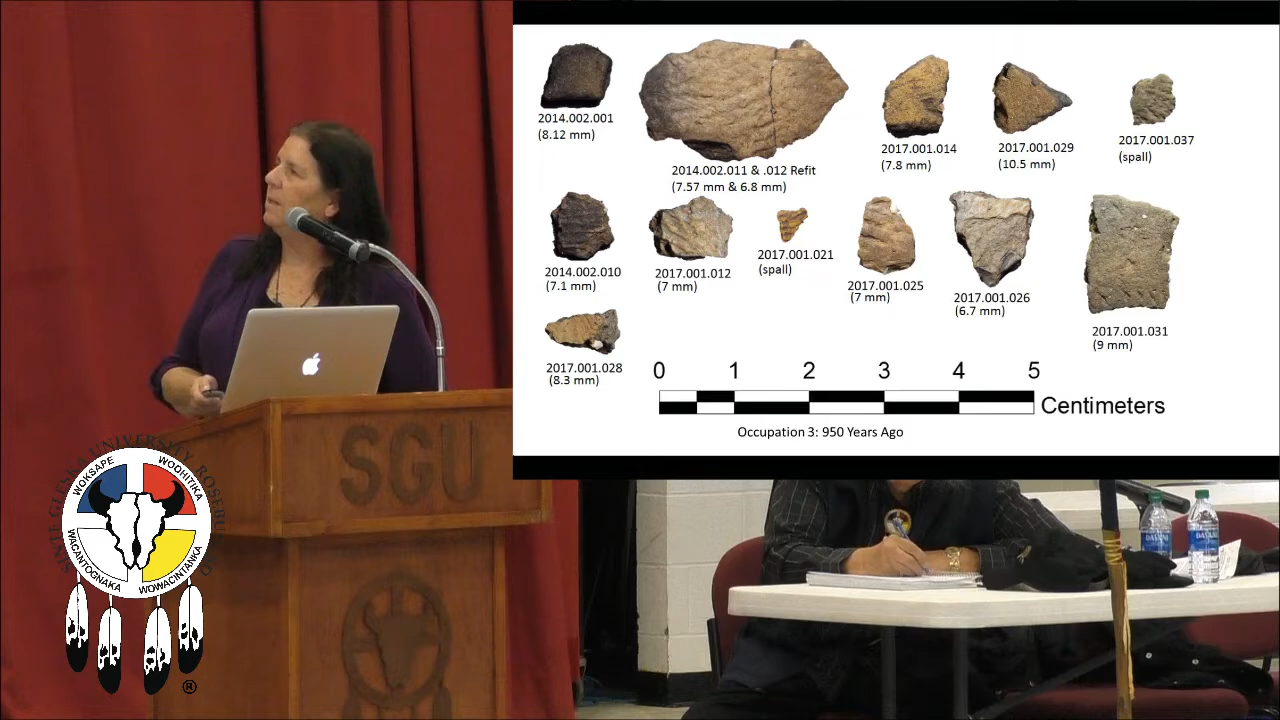 2014.002.001
(8.12 mm)
2014.002.011 & .012 Refit
(7.57 mm & 6.8 mm)
2017.001.014
(7.8 mm)
2017.001.029
(10.5 mm)
2017.001.037
(spall)
2014.002.010
(7.1 mm)
2017.001.012
(7 mm)
2017.001.021
(spall)
2017.001.025
(7 mm)
2017.001.026
(6.7 mm)
2017.001.031
(9 mm)
2017.001.028
(8.3 mm)
0 1 2 3 4 5
Centimeters
Occupation 3: 950 Years Ago
SGU
SINTE GLESKA UNIVERSITY ROSEBUD
WOKSAPE
WOOHITIKA
WACANTOGNAKA
WOWACINTANKA
®
DASANI
DASANI